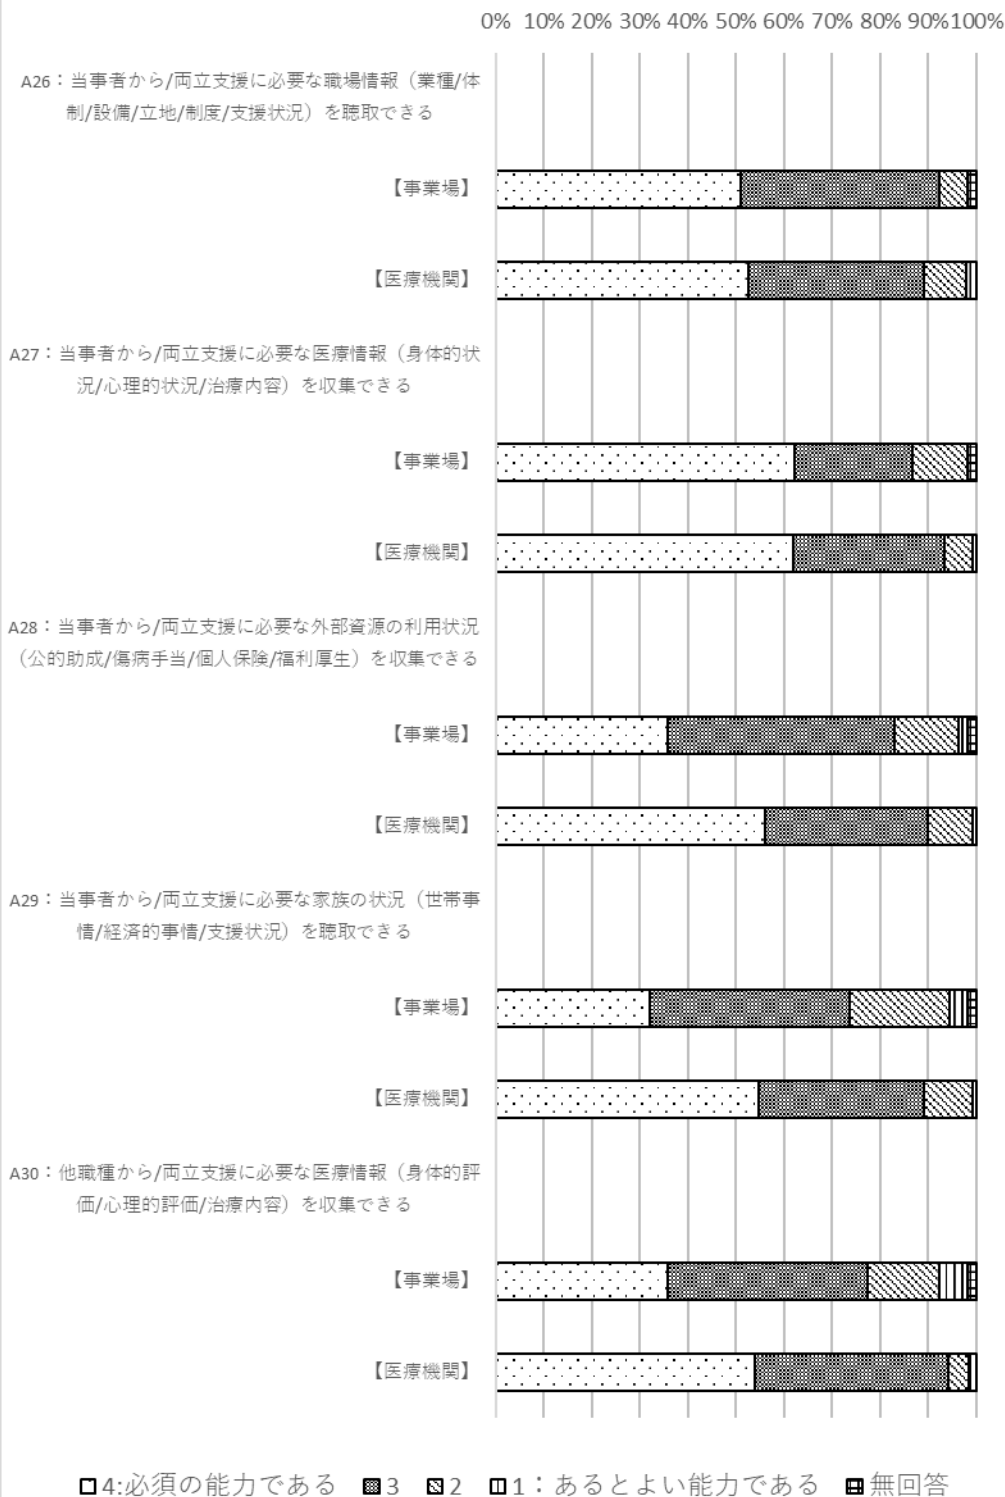 0% 10% 20% 30% 40% 50% 60% 70% 80% 90%100%
A26：当事者から/両立支援に必要な職場情報（業種/体
制/設備/立地/制度/支援状況）を聴取できる
【事業場】
【医療機関】
A27：当事者から/両立支援に必要な医療情報（身体的状
況/心理的状況/治療内容）を収集できる
【事業場】
【医療機関】
A28：当事者から/両立支援に必要な外部資源の利用状況
（公的助成/傷病手当/個人保険/福利厚生）を収集できる
【事業場】
【医療機関】
A29：当事者から/両立支援に必要な家族の状況（世帯事
情/経済的事情/支援状況）を聴取できる
【事業場】
【医療機関】
A30：他職種から/両立支援に必要な医療情報（身体的評
価/心理的評価/治療内容）を収集できる
【事業場】
【医療機関】
4:必須の能力である 3 2 1：あるとよい能力である 無回答